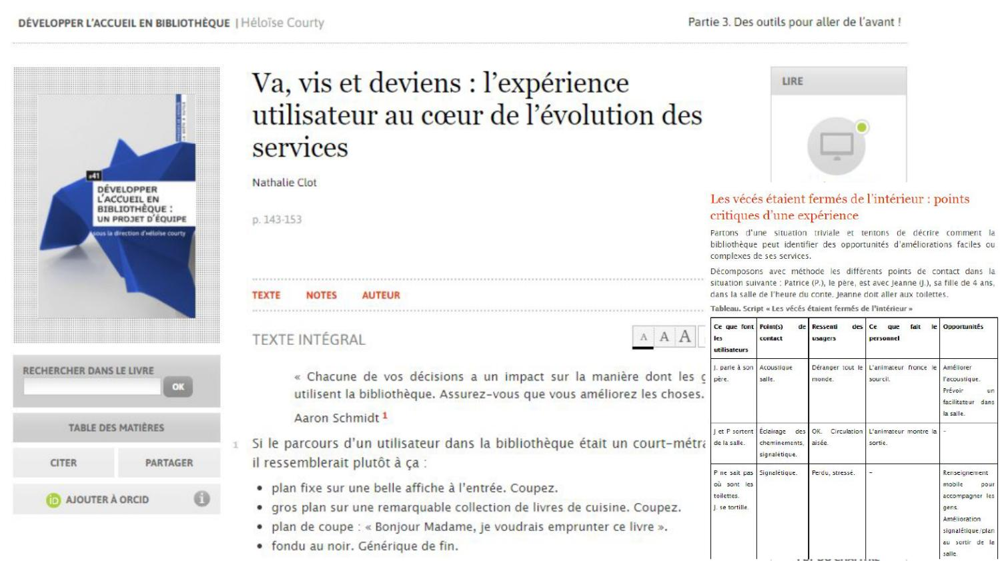 DÉVELOPPER L'ACCUEIL EN BIBLIOTHÈQUE | Héloïse Courty
Partie 3. Des outils pour aller de l'avant !
Va, vis et deviens : l'expérience
utilisateur au cœur de l'évolution des
services
Nathalie Clot
p. 143-153
#41
DÉVELOPPER
L'ACCUEIL EN
BIBLIOTHÈQUE :
UN PROJET D'ÉQUIPE
sous la direction d'Héloïse courty
RECHERCHER DANS LE LIVRE
OK
TABLE DES MATIÈRES
CITER
PARTAGER
iD AJOUTER À ORCID
i
TEXTE NOTES AUTEUR
TEXTE INTÉGRAL
A A A
« Chacune de vos décisions a un impact sur la manière dont les
utilisent la bibliothèque. Assurez-vous que vous améliorez les choses.
Aaron Schmidt 1
1 Si le parcours d'un utilisateur dans la bibliothèque était un court-métra
il ressemblerait plutôt à ça :
• plan fixe sur une belle affiche à l'entrée. Coupez.
• gros plan sur une remarquable collection de livres de cuisine. Coupez.
• plan de coupe : « Bonjour Madame, je voudrais emprunter ce livre ».
• fondu au noir. Générique de fin.
LIRE
Les vécés étaient fermés de l'intérieur : points
critiques d'une expérience
Partons d'une situation triviale et tentons de décrire comment la
bibliothèque peut identifier des opportunités d'améliorations faciles ou
complexes de ses services.
Décomposons avec méthode les différents points de contact dans la
situation suivante : Patrice (P.), le père, est avec Jeanne (J.), sa fille de 4 ans,
dans la salle de l'heure du conte. Jeanne doit aller aux toilettes.
Tableau. Script « Les vécés étaient fermés de l'intérieur »
Ce que font
les
utilisateurs
Point(s) de
contact
Ressenti des
usagers
Ce que fait le
personnel
Opportunités
J. parle à son
père.
Acoustique
salle.
Déranger tout le
monde.
L'animateur fronce le
sourcil.
Améliorer
l'acoustique.
Prévoir un
facilitateur dans
la salle.
J et P sortent
de la salle.
Éclairage des
cheminements,
signalétique.
OK. Circulation
aisée.
L'animateur montre la
sortie.
-
P ne sait pas
où sont les
toilettes.
J. se tortille.
Signalétique.
Perdu, stressé.
-
Renseignement
mobile pour
accompagner les
gens.
Amélioration
signalétique/plan
au sortir de la
salle.